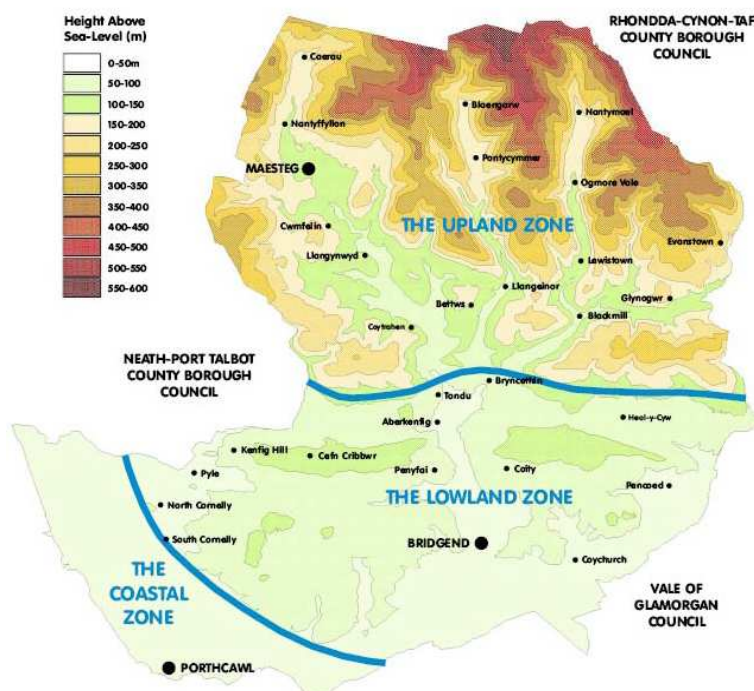 Height Above
Sea-Level (m)
0-50m
50-100
100-150
150-200
200-250
250-300
300-350
350-400
400-450
450-500
500-550
550-600
RHONDDA-CYNON-TAF
COUNTY BOROUGH
COUNCIL
Caerau
Blaengarw
Nantymoel
Nantyffyllon
Pontycymmer
MAESTEG
Ogmore Vale
THE UPLAND ZONE
Cwmfelin
Evanstown
Llangynwyd
Lewistown
Llangeinor
Bettws
Glynogwr
Blackmill
Coytrahen
NEATH-PORT TALBOT
COUNTY BOROUGH
COUNCIL
Bryncethin
Tondu
Aberkenfig
Heol-y-Cyw
Kenfig Hill
Cefn Cribbwr
Pyle
Penyfai
Coity
THE LOWLAND ZONE
Pencoed
North Cornelly
South Cornelly
BRIDGEND
Coychurch
THE
COASTAL
ZONE
VALE OF
GLAMORGAN
COUNCIL
PORTHCAWL